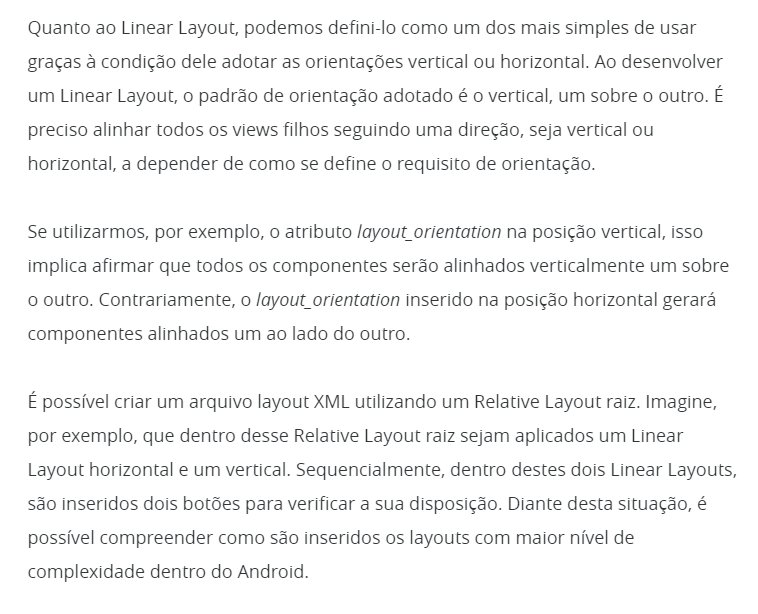 Quanto ao Linear Layout, podemos defini-lo como um dos mais simples de usar
graças à condição dele adotar as orientações vertical ou horizontal. Ao desenvolver
um Linear Layout, o padrão de orientação adotado é o vertical, um sobre o outro. É
preciso alinhar todos os views filhos seguindo uma direção, seja vertical ou
horizontal, a depender de como se define o requisito de orientação.
Se utilizarmos, por exemplo, o atributo layout_orientation na posição vertical, isso
implica afirmar que todos os componentes serão alinhados verticalmente um sobre
o outro. Contrariamente, o layout_orientation inserido na posição horizontal gerará
componentes alinhados um ao lado do outro.
É possível criar um arquivo layout XML utilizando um Relative Layout raiz. Imagine,
por exemplo, que dentro desse Relative Layout raiz sejam aplicados um Linear
Layout horizontal e um vertical. Sequencialmente, dentro destes dois Linear Layouts,
são inseridos dois botões para verificar a sua disposição. Diante desta situação, é
possível compreender como são inseridos os layouts com maior nível de
complexidade dentro do Android.